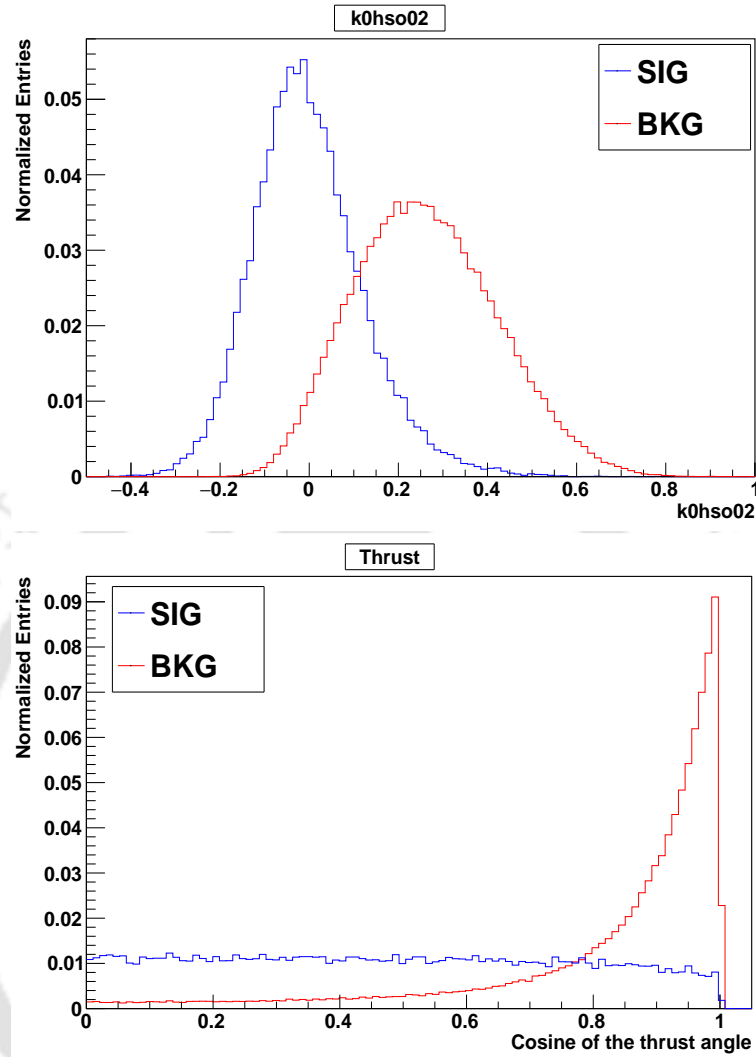 k0hso02
Normalized Entries
SIG
BKG
0.05
0.04
0.03
0.02
0.01
0
−0.4 −0.2 0 0.2 0.4 0.6 0.8 1
k0hso02
Thrust
Normalized Entries
SIG
BKG
0.09
0.08
0.07
0.06
0.05
0.04
0.03
0.02
0.01
0
0 0.2 0.4 0.6 0.8 1
Cosine of the thrust angle